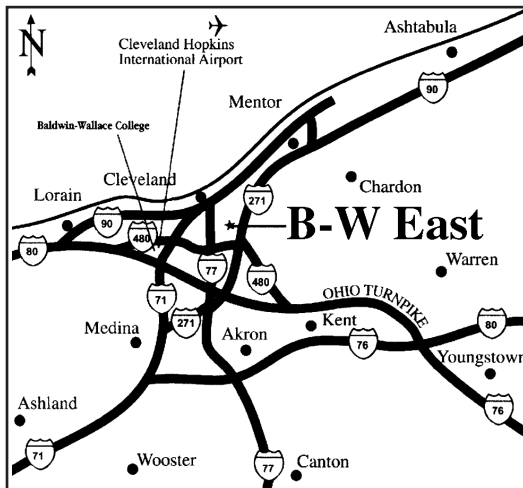 N
Ashtabula
Cleveland Hopkins
International Airport
90
Mentor
Baldwin-Wallace College
Cleveland
271
Chardon
Lorain
90
480
B-W East
80
77
480
Warren
71
OHIO TURNPIKE
271
Medina
Akron
Kent
76
80
Youngstown
Ashland
76
71
Wooster
77
Canton